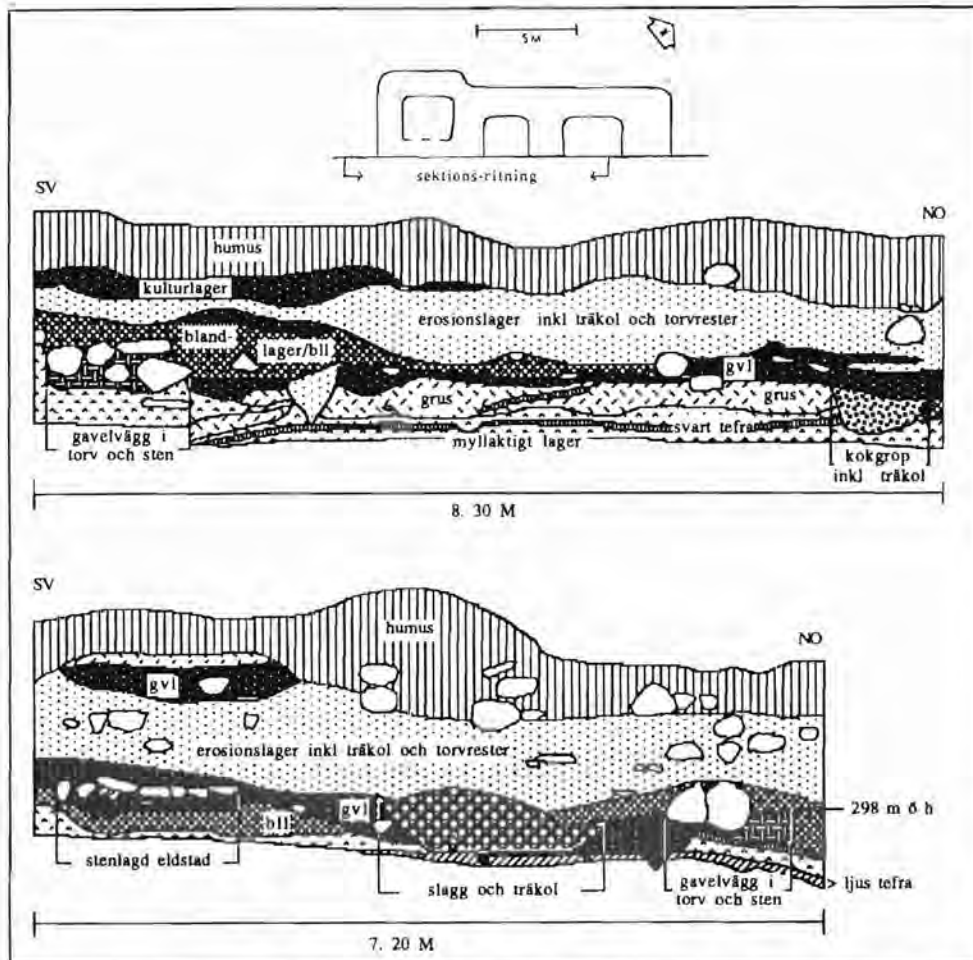 5 M
sektions-ritning
SV
NO
humus
kulturlager
erosionslager inkl träkol och torvrester
bland-
lager/bll
gvl
grus
grus
svart tefra
mylläktigt lager
gavelvägg i
torv och sten
kokgrop
inkl träkol
8. 30 M
SV
NO
humus
gvl
erosionslager inkl träkol och torvrester
298 m ö h
gvl
bll
stenlagd eldstad
slagg och träkol
gavelvägg i
torv och sten
ljus tefra
7. 20 M